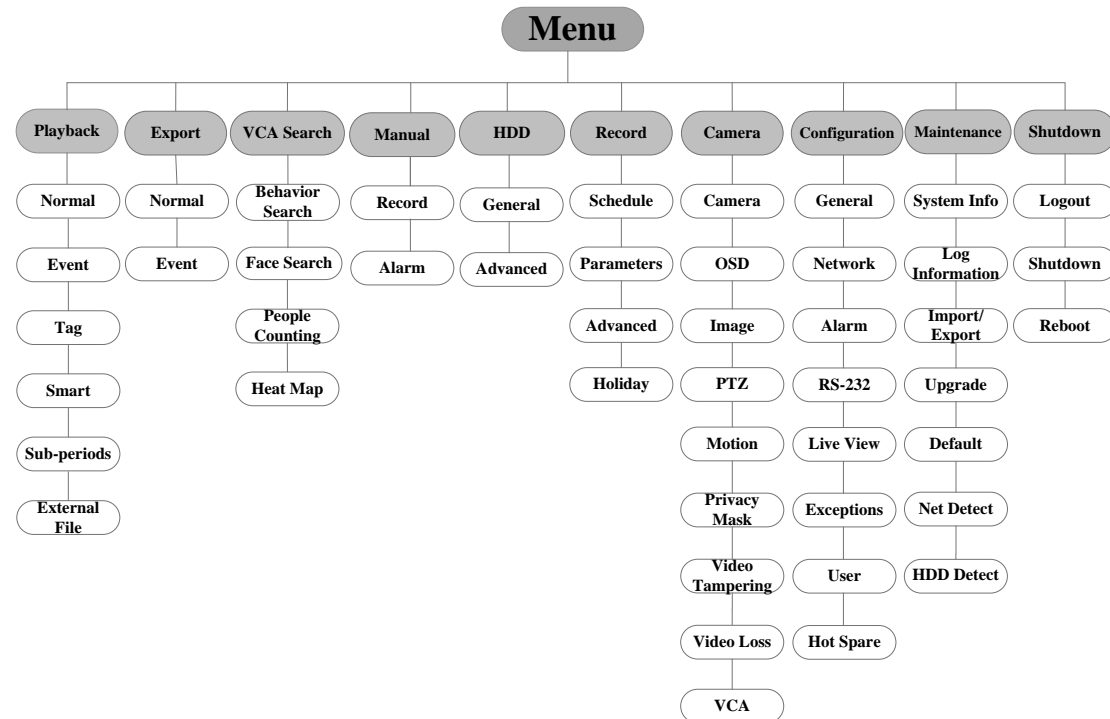 Menu
Playback
Export
VCA Search
Manual
HDD
Record
Camera
Configuration
Maintenance
Shutdown
Normal
Event
Tag
Smart
Sub-periods
External
File
Normal
Event
Behavior
Search
Face Search
People
Counting
Heat Map
Record
Alarm
General
Advanced
Schedule
Parameters
Advanced
Holiday
Camera
OSD
Image
PTZ
Motion
Privacy
Mask
Video
Tampering
Video Loss
VCA
General
Network
Alarm
RS-232
Live View
Exceptions
User
Hot Spare
System Info
Log
Information
Import/
Export
Upgrade
Default
Net Detect
HDD Detect
Logout
Shutdown
Reboot